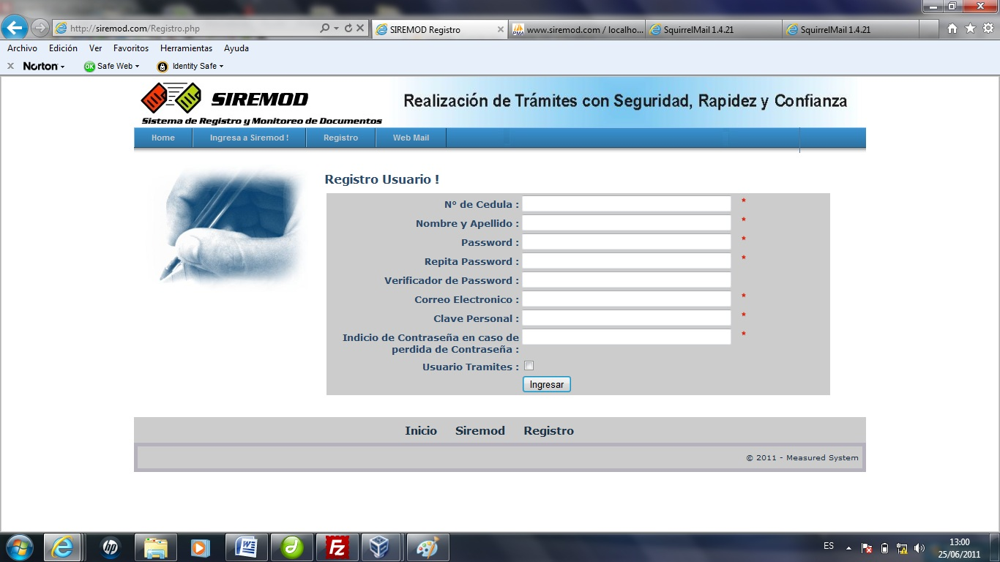 http://siremod.com/Registro.php
SIREMOD Registro
www.siremod.com / localho...
SquirrelMail 1.4.21
SquirrelMail 1.4.21
Archivo Edición Ver Favoritos Herramientas Ayuda
x Norton Safe Web Identity Safe
OK
SIREMOD
Sistema de Registro y Monitoreo de Documentos
Realización de Trámites con Seguridad, Rapidez y Confianza
Home Ingresa a Siremod ! Registro Web Mail
Registro Usuario !
N° de Cedula : *
Nombre y Apellido : *
Password : *
Repita Password : *
Verificador de Password :
Correo Electronico : *
Clave Personal : *
Indicio de Contraseña en caso de *
perdida de Contraseña :
Usuario Tramites :
Ingresar
Inicio Siremod Registro
© 2011 - Measured System
hp
W
Fz
ES
13:00
25/06/2011